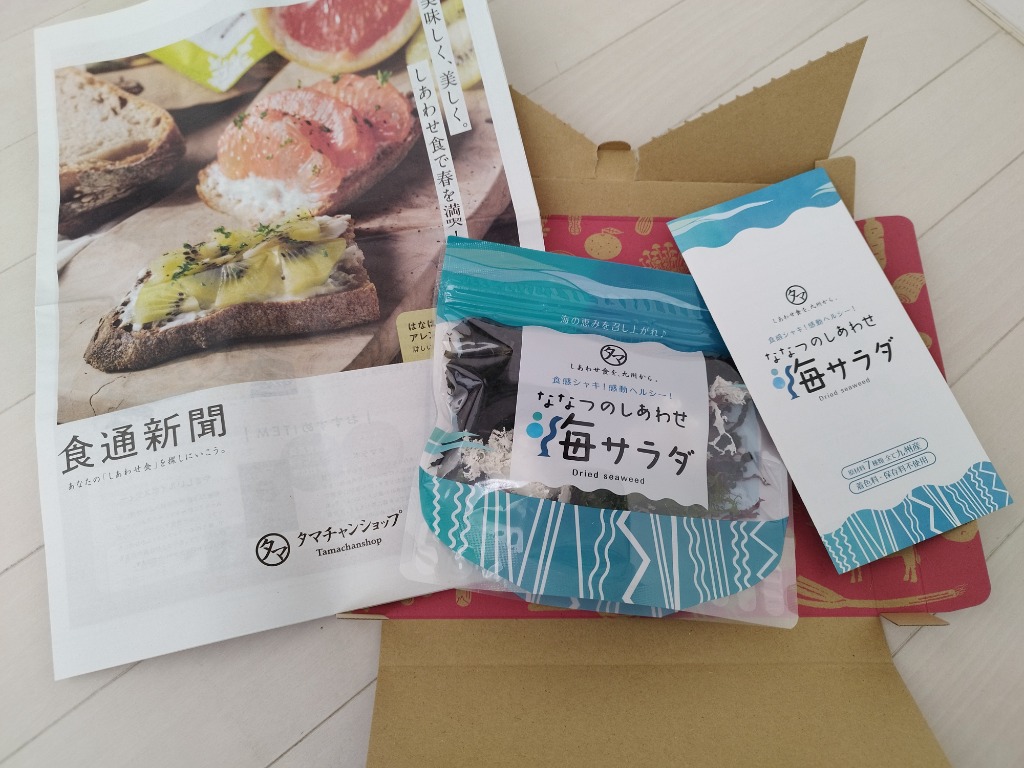 美味しく、美しく。
しあわせ食で春を満喫！
はなは
アレン
食通新聞
あなたの「しあわせ食」を探しにいこう。
タマ
タマチャンショップ
Tamachanshop
海の恵みを召し上がれ♪
タマ
しあわせ食を、九州から。
食感シャキ！感動ヘルシー！
ななつのしあわせ
海サラダ
Dried seaweed
タマ
しあわせ食を、九州から。
食感シャキ！感動ヘルシー！
ななつのしあわせ
海サラダ
Dried seaweed
原材料7種類全て九州産
着色料・保存料不使用